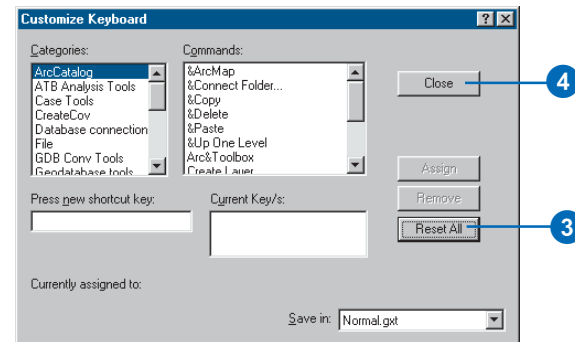 Customize Keyboard
Categories:
Commands:
ArcCatalog
ATB Analysis Tools
Case Tools
CreateCov
Database connection
File
GDB Conv Tools
Geodatabase tools
&ArcMap
&Connect Folder...
&Copy
&Delete
&Paste
&Up One Level
Arc&Toolbox
Create Layer
Close
4
Assign
Remove
Reset All
3
Press new shortcut key:
Current Key/s:
Currently assigned to:
Save in:
Normal.gxt